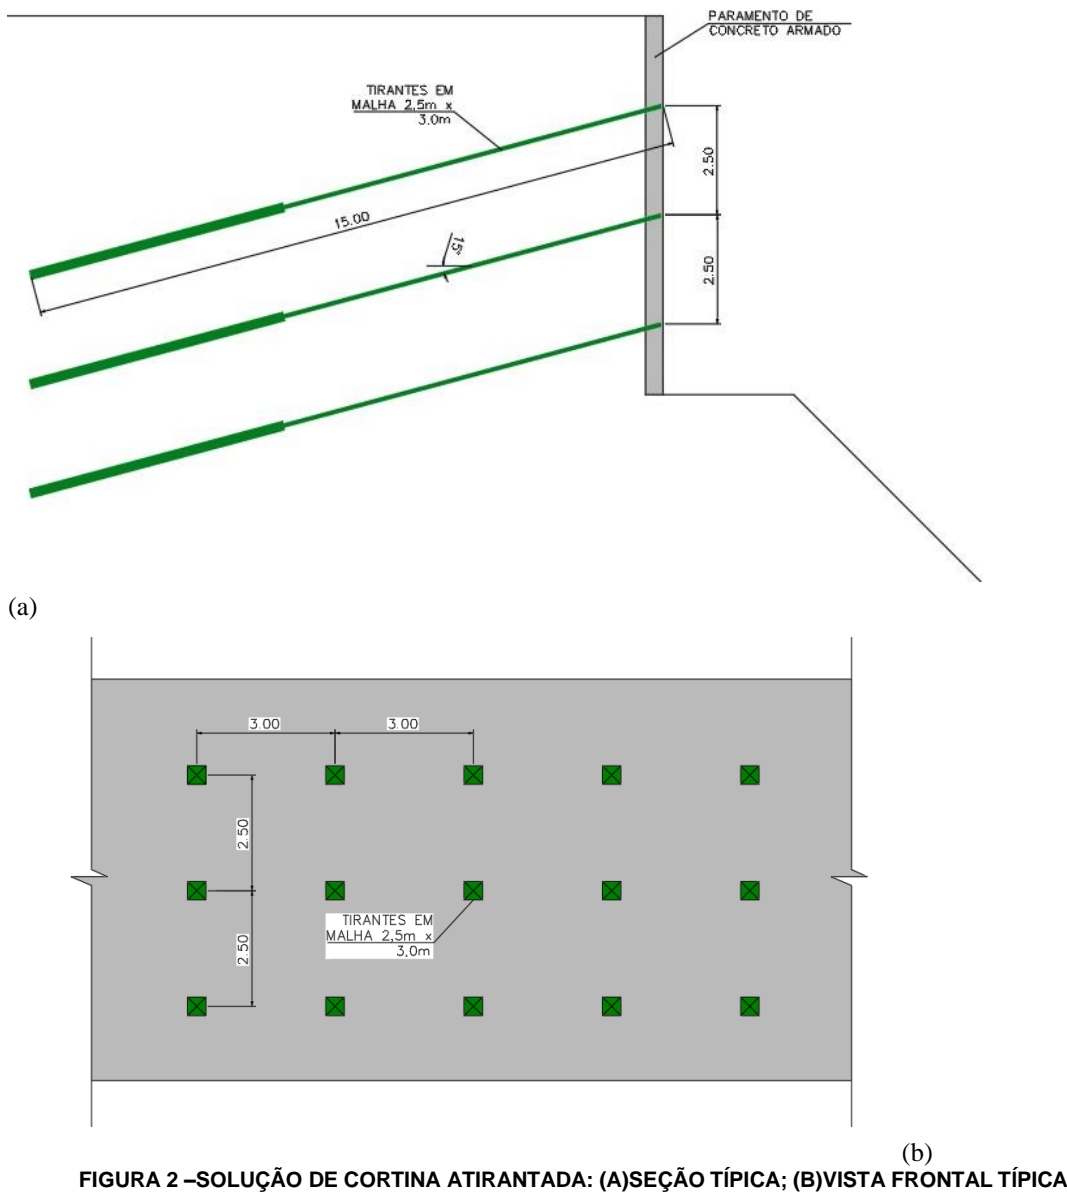 PARAMENTO DE
CONCRETO ARMADO
TIRANTES EM
MALHA 2,5m x
3.0m
2.50
15.00
15°
2.50
(a)
3.00
3.00
2.50
TIRANTES EM
MALHA 2,5m x
3,0m
2.50
(b)
FIGURA 2 –SOLUÇÃO DE CORTINA ATIRANTADA: (A)SEÇÃO TÍPICA; (B)VISTA FRONTAL TÍPICA